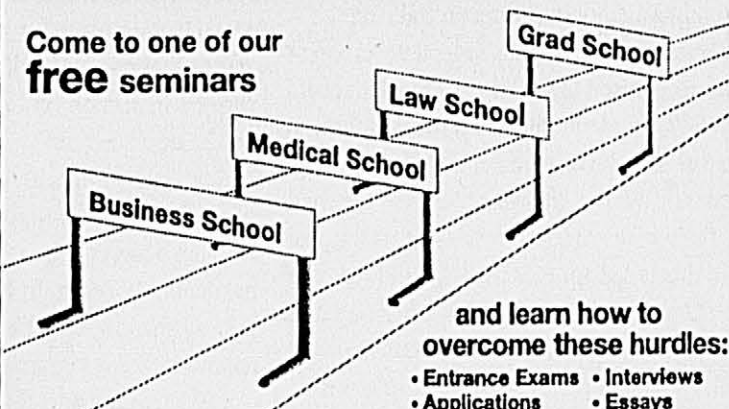 Come to one of our
free seminars
Grad School
Law School
Medical School
Business School
and learn how to
overcome these hurdles:
• Entrance Exams • Interviews
• Applications • Essays